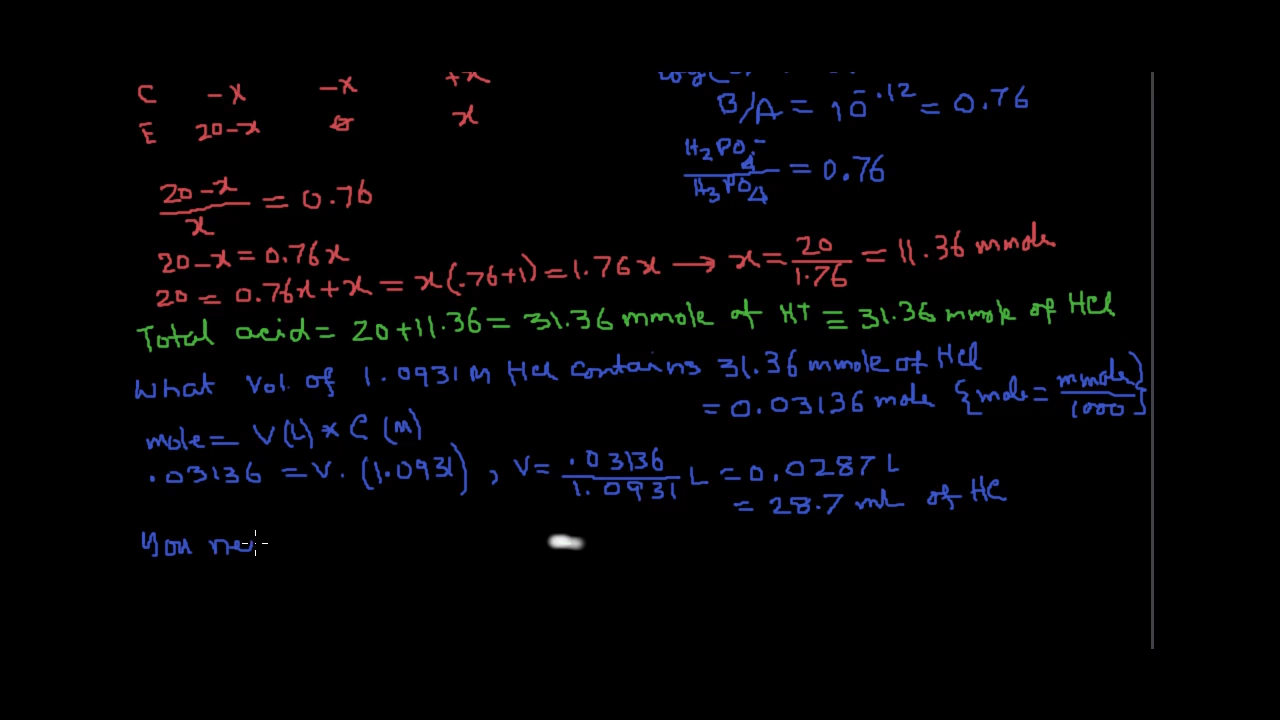 C -x -x +x
B/A = 10^-.12 = 0.76
E 20-x 0 x
H2PO4^- / H3PO4 = 0.76
20-x / x = 0.76
20-x = 0.76x
20 = 0.76x+x = x(.76+1) = 1.76x → x = 20/1.76 = 11.36 mmole
Total acid = 20+11.36 = 31.36 mmole of H+ ≡ 31.36 mmole of HCl
What Vol. of 1.0931 M HCl contains 31.36 mmole of HCl
= 0.03136 mole {mole = mmole/1000}
mole = V(L) × C(M)
.03136 = V.(1.0931), V = .03136/1.0931 L = 0.0287 L
= 28.7 mL of HC
You ne